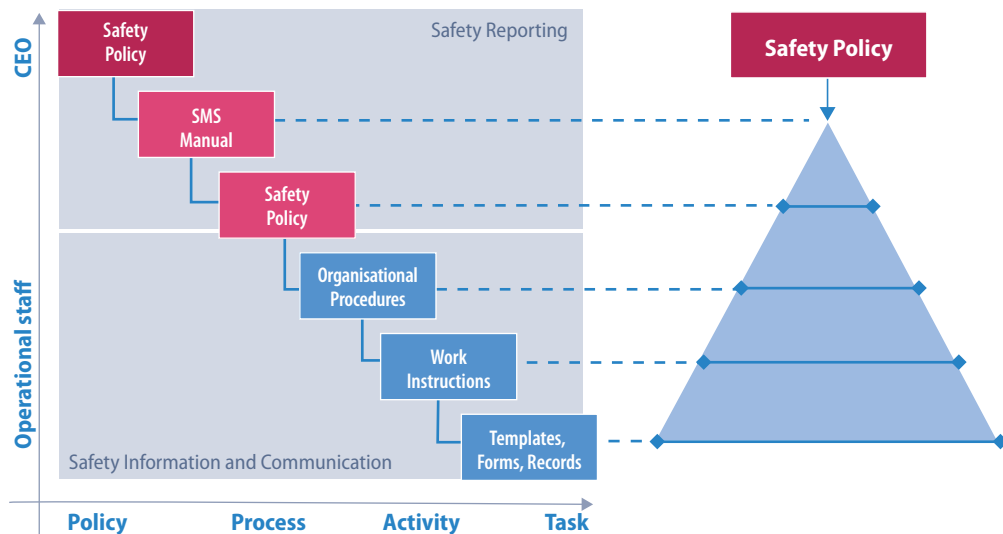 CEO
Operational staff
Safety
Policy
Safety Reporting
Safety Policy
SMS
Manual
Safety
Policy
Organisational
Procedures
Work
Instructions
Templates,
Forms, Records
Safety Information and Communication
Policy
Process
Activity
Task